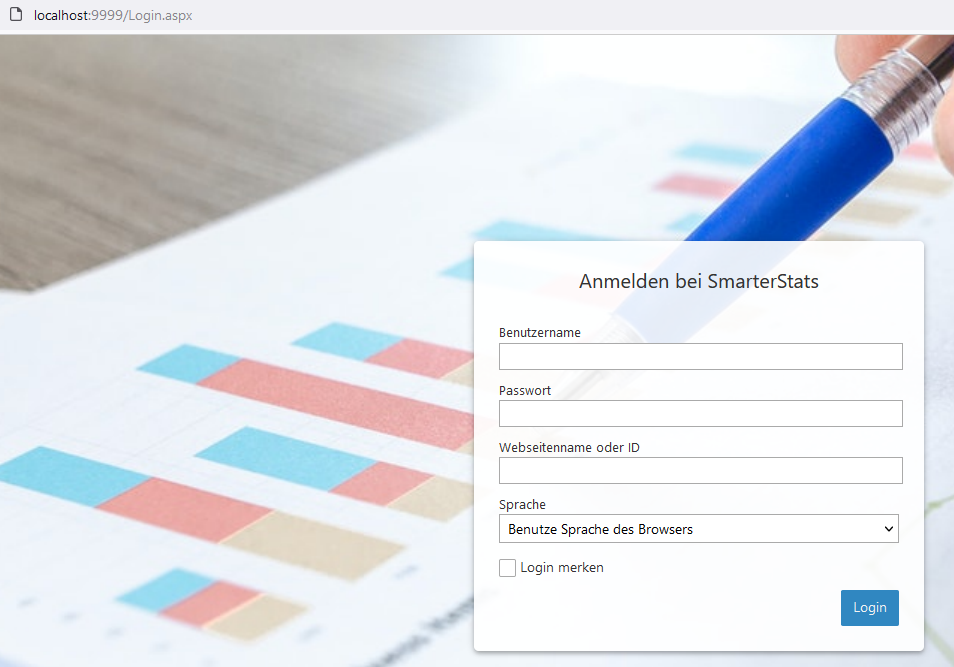 localhost:9999/Login.aspx
Anmelden bei SmarterStats
Benutzername
Passwort
Webseitenname oder ID
Sprache
Benutze Sprache des Browsers
Login merken
Login